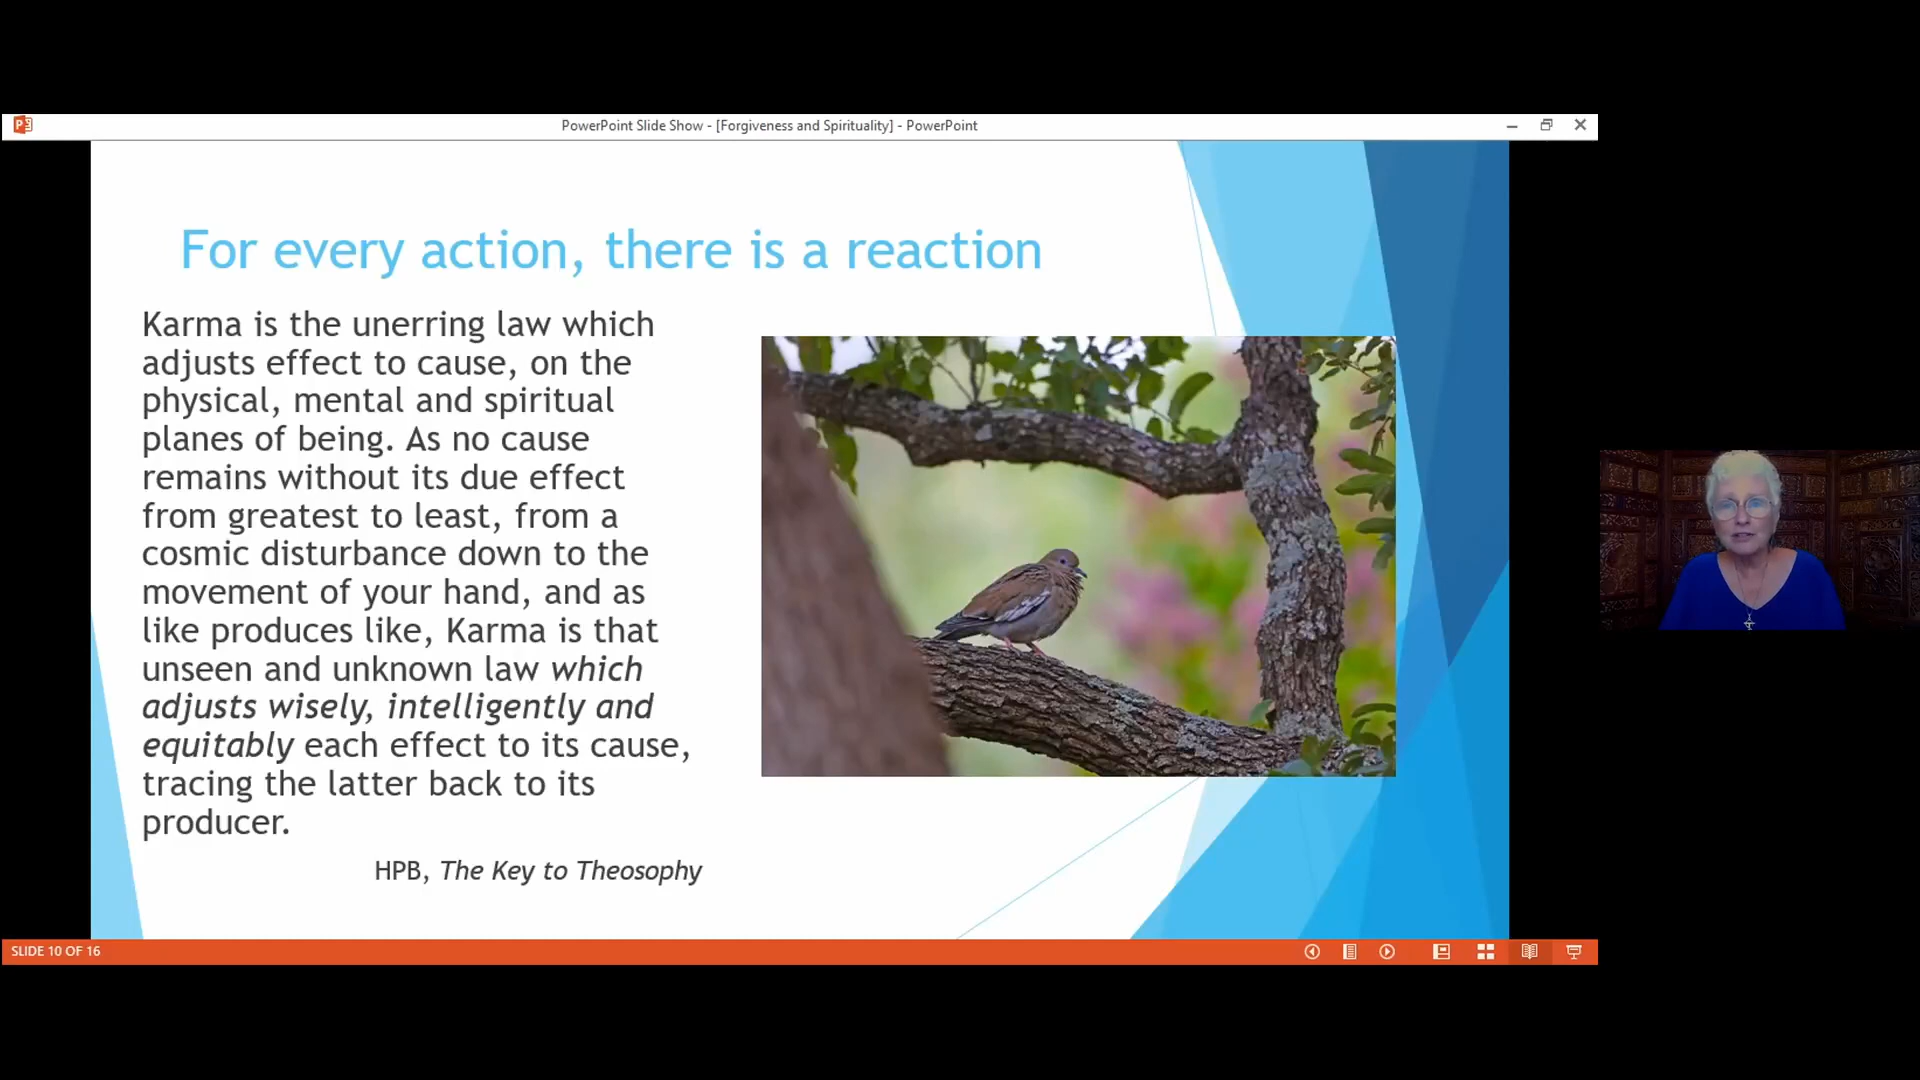 PowerPoint Slide Show - [Forgiveness and Spirituality] - PowerPoint
For every action, there is a reaction
Karma is the unerring law which
adjusts effect to cause, on the
physical, mental and spiritual
planes of being. As no cause
remains without its due effect
from greatest to least, from a
cosmic disturbance down to the
movement of your hand, and as
like produces like, Karma is that
unseen and unknown law which
adjusts wisely, intelligently and
equitably each effect to its cause,
tracing the latter back to its
producer.
HPB, The Key to Theosophy
SLIDE 10 OF 16